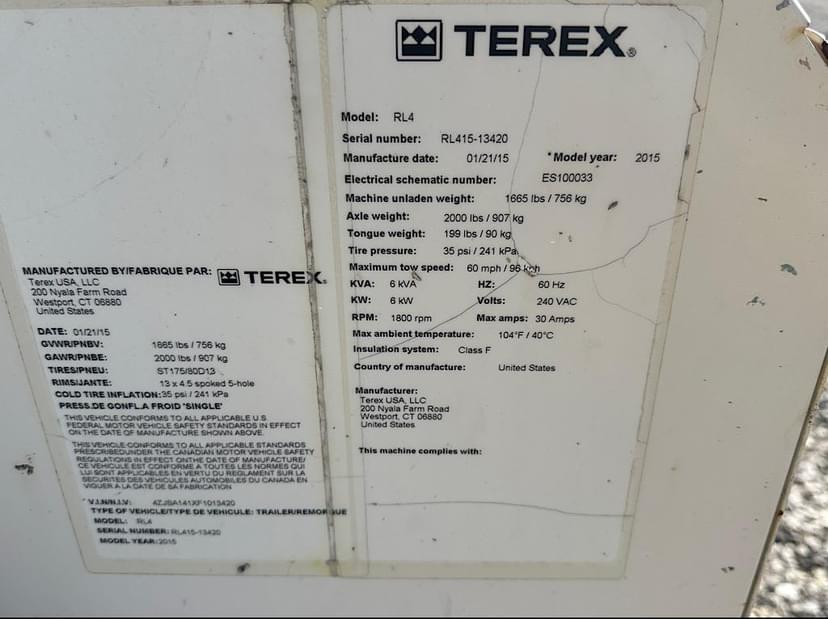 MANUFACTURED BY/FABRIQUE PAR: TEREX.
Terex USA, LLC
200 Nyala Farm Road
Westport, CT 06880
United States
DATE: 01/21/15
GVWR/PNBV: 1665 lbs / 756 kg
GAWR/PNBE: 2000 lbs / 907 kg
TIRES/PNEU: ST175/80D13
RIMS/JANTE: 13 x 4.5 spoked 5-hole
COLD TIRE INFLATION: 35 psi / 241 kPa
PRESS.DE GONFL.A FROID 'SINGLE'
THIS VEHICLE CONFORMS TO ALL APPLICABLE U.S.
FEDERAL MOTOR VEHICLE SAFETY STANDARDS IN EFFECT
ON THE DATE OF MANUFACTURE SHOWN ABOVE.
THIS VEHICLE CONFORMS TO ALL APPLICABLE STANDARDS
PRESCRIBEDUNDER THE CANADIAN MOTOR VEHICLE SAFETY
REGULATIONS IN EFFECT ONTHE DATE OF MANUFACTURE/
CE VEHICULE EST CONFORME A TOUTES LES NORMES QUI
LUI SONT APPLICABLES EN VERTU DU REGLEMENT SUR LA
SECURITES DES VEHICULES AUTOMOBILES DU CANADA EN
VIGUER A LA DATE DE SA FABRICATION
V.I.N/N.I.V: 4ZJSA141XF1013420
TYPE OF VEHICLE/TYPE DE VEHICULE: TRAILER/REMORQUE
MODEL: RL4
SERIAL NUMBER: RL415-13420
MODEL YEAR: 2015
TEREX®
Model: RL4
Serial number: RL415-13420
Manufacture date: 01/21/15 Model year: 2015
Electrical schematic number: ES100033
Machine unladen weight: 1665 lbs / 756 kg
Axle weight: 2000 lbs / 907 kg
Tongue weight: 199 lbs / 90 kg
Tire pressure: 35 psi / 241 kPa
Maximum tow speed: 60 mph / 96 kph
KVA: 6 kVA HZ: 60 Hz
KW: 6 kW Volts: 240 VAC
RPM: 1800 rpm Max amps: 30 Amps
Max ambient temperature: 104°F / 40°C
Insulation system: Class F
Country of manufacture: United States
Manufacturer:
Terex USA, LLC
200 Nyala Farm Road
Westport, CT 06880
United States
This machine complies with: